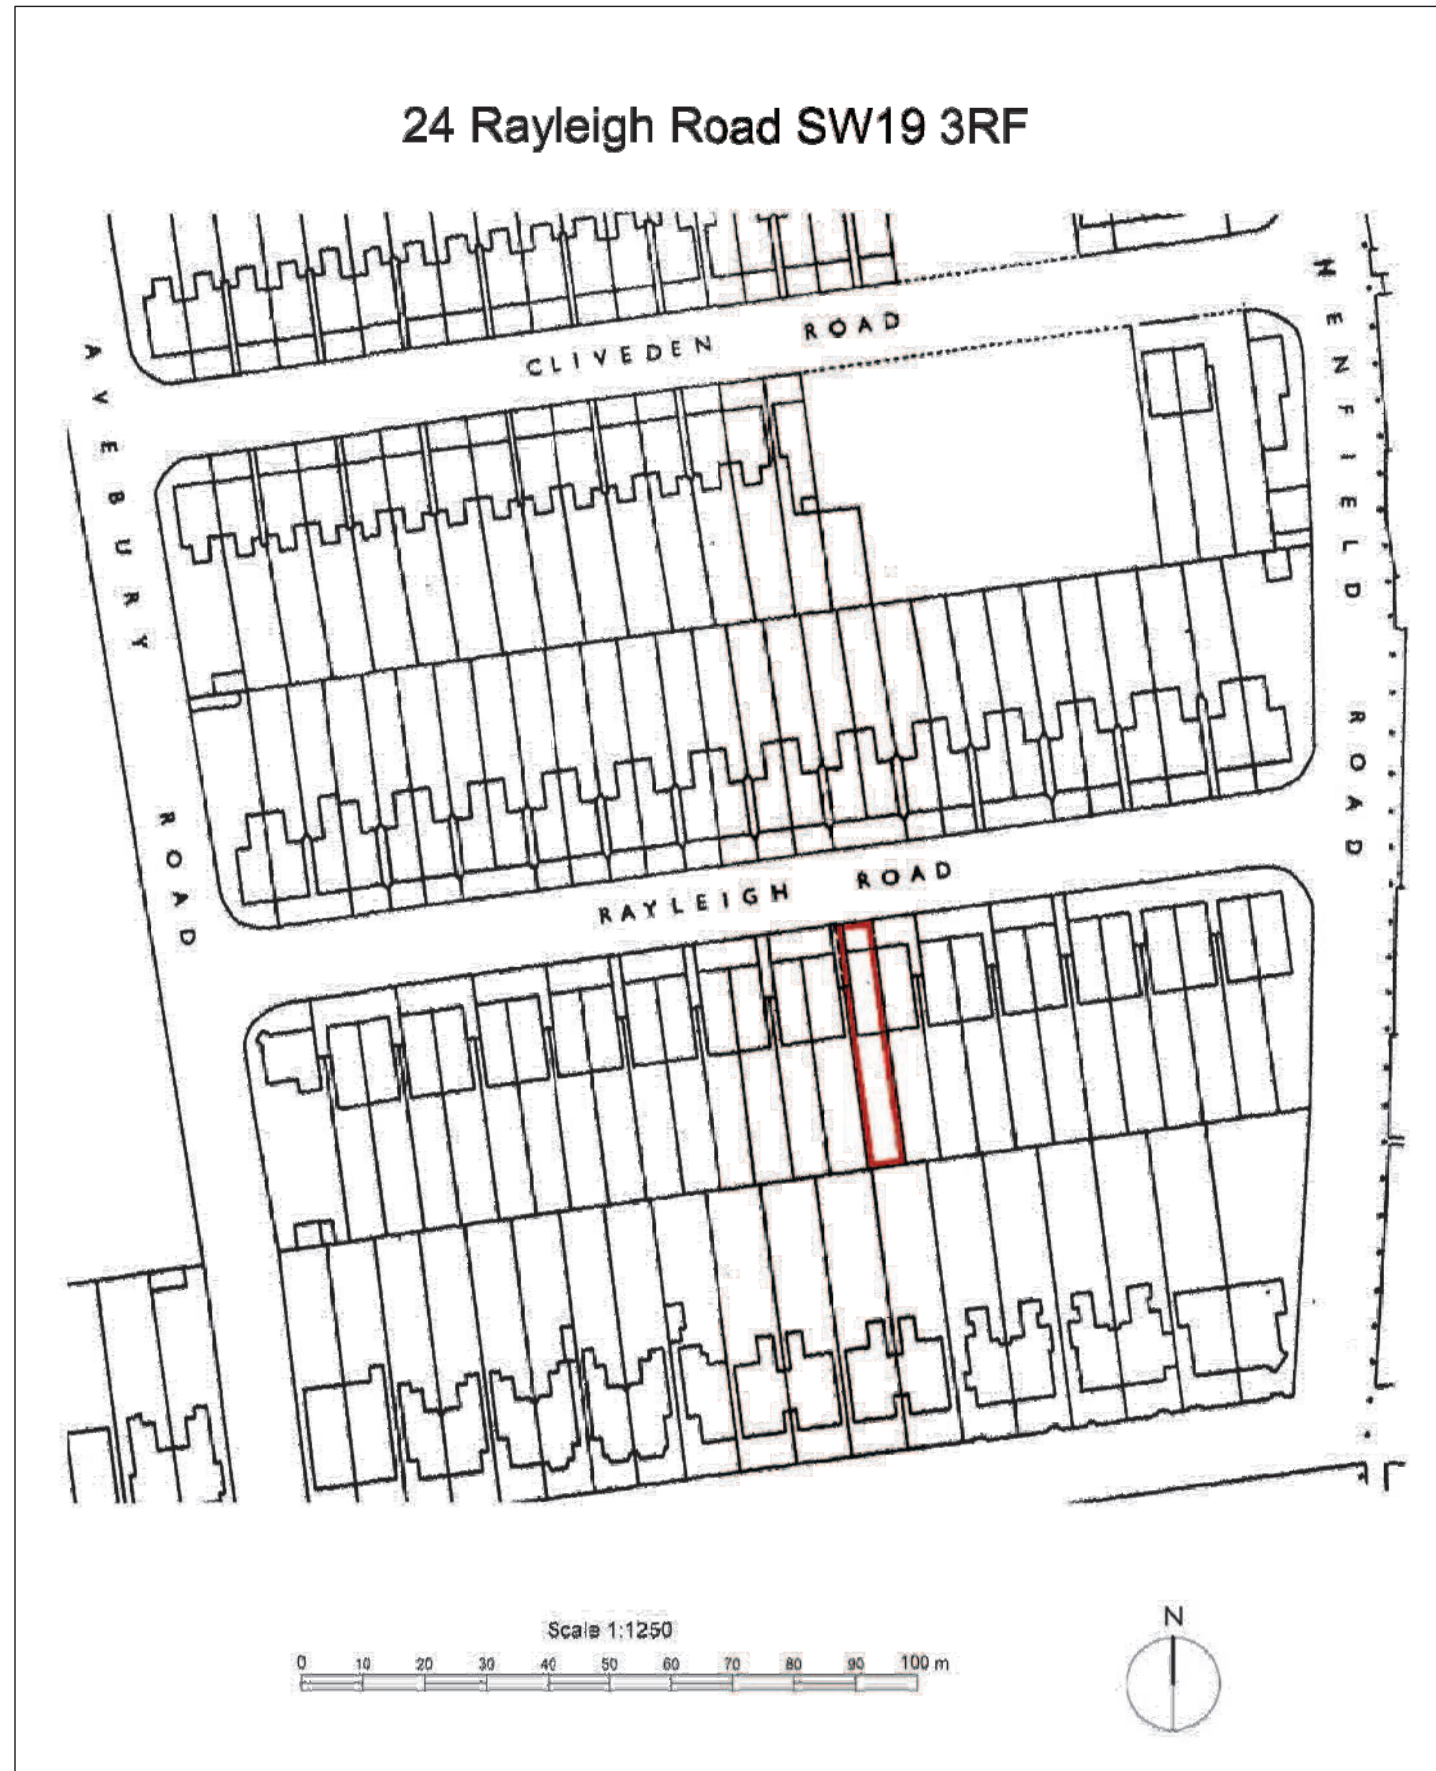 24 Rayleigh Road SW19 3RF
CLIVEDEN ROAD
AVEBURY ROAD
HENFIELD ROAD
RAYLEIGH ROAD
Scale 1:1250
0 10 20 30 40 50 60 70 80 90 100 m
N